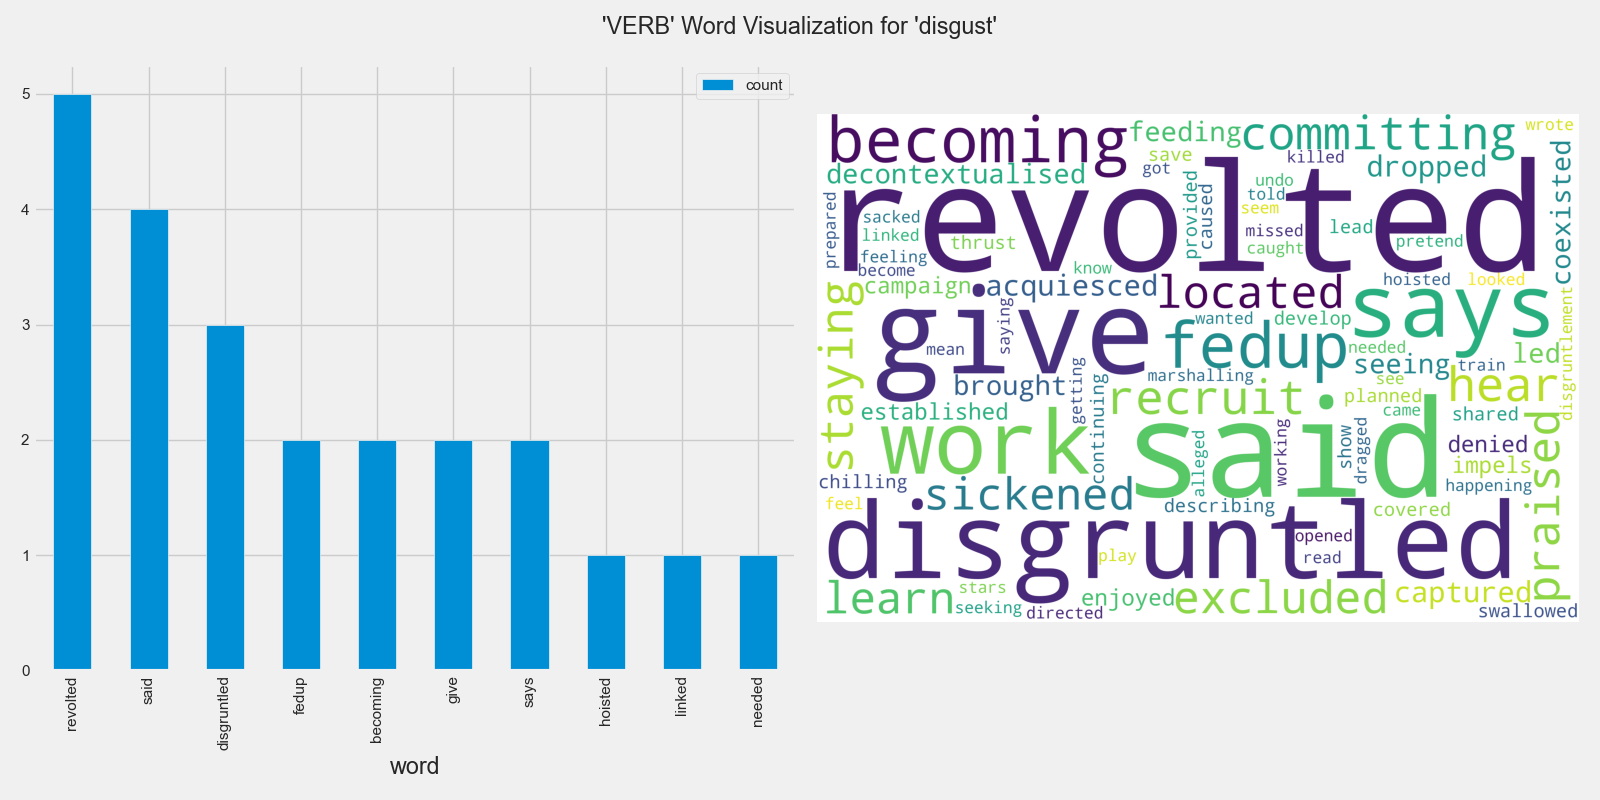 'VERB' Word Visualization for 'disgust'
count
5
4
3
2
1
0
revolted
said
disgruntled
fedup
becoming
give
says
hoisted
linked
needed
word
becoming
feeding
committing
wrote
save
killed
got
dropped
decontextualised
revolted
undo
told
seem
provided
caused
prepared
sacked
linked
thrust
missed
lead
caught
pretend
coexisted
feeling
become
know
campaign
acquiesced
located
hoisted
looked
says
staying
give
saying
mean
wanted
develop
fedup
needed
led
seeing
train
disgruntlement
brought
getting
marshalling
see
hear
recruit
planned
continuing
established
came
shared
work
said
alleged
working
show
dragged
denied
impels
praised
chilling
sickened
happening
feel
describing
covered
disgruntled
opened
play
read
learn
stars
seeking
enjoyed
directed
excluded
captured
swallowed